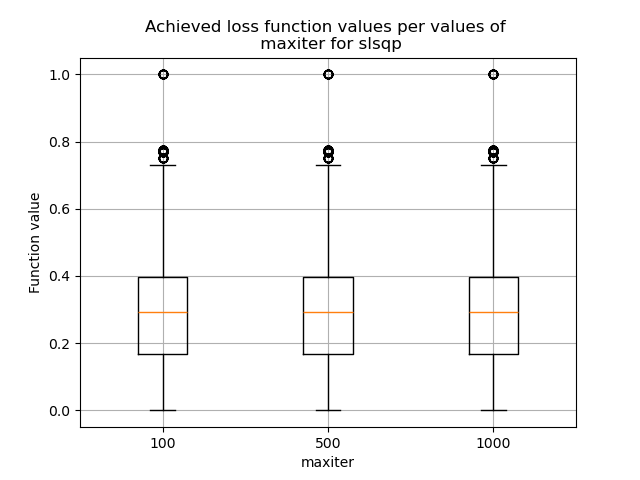 Achieved loss function values per values of
maxiter for slsqp
1.0
0.8
0.6
0.4
0.2
0.0
Function value
100
500
1000
maxiter